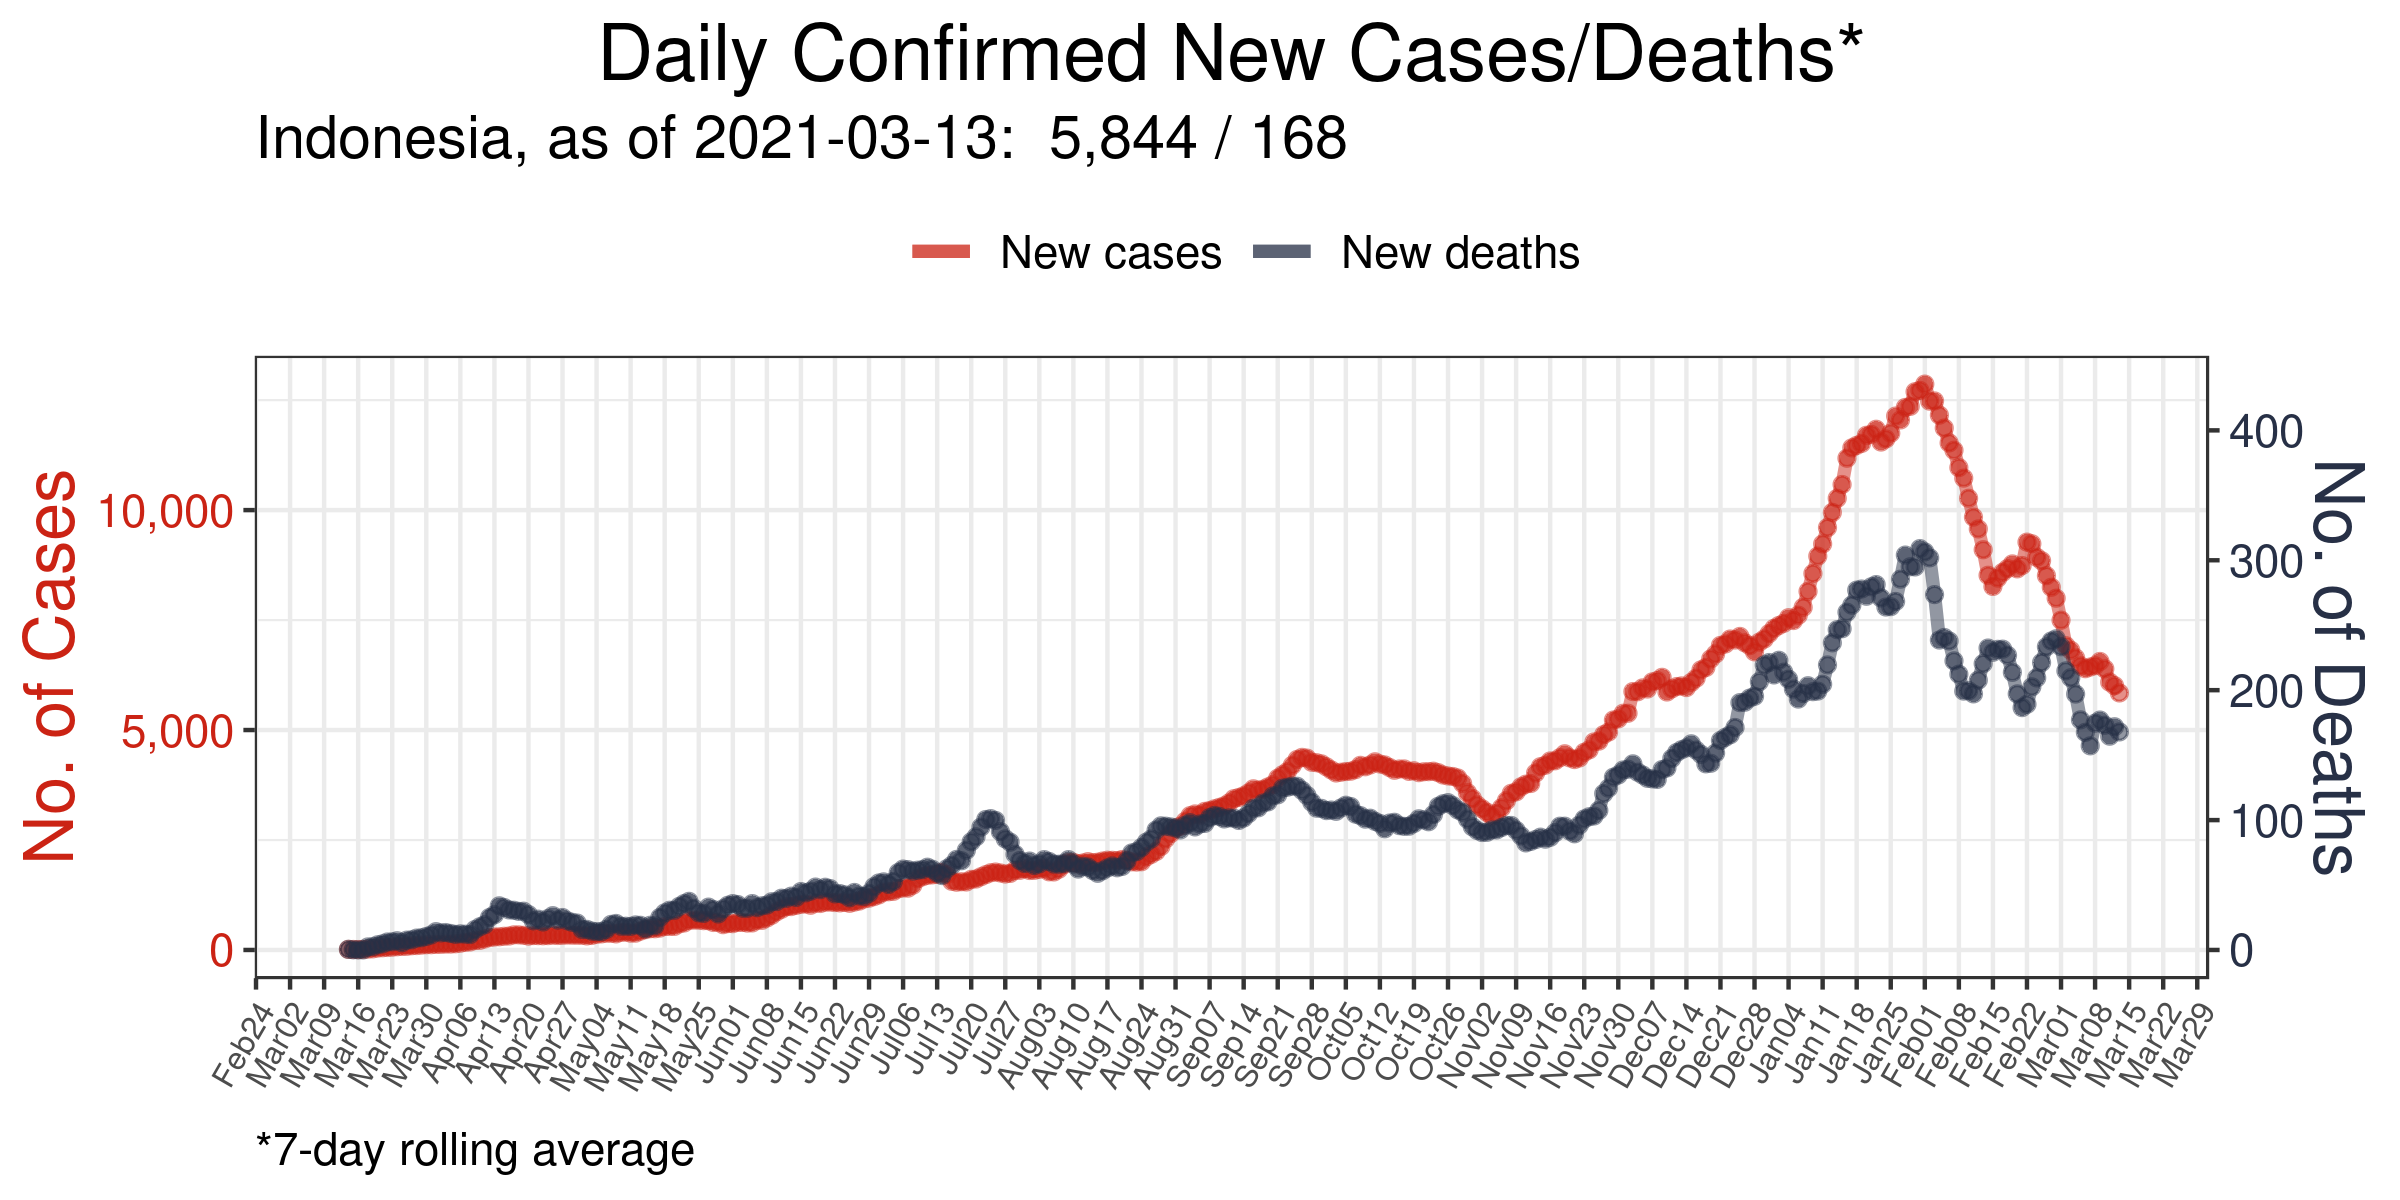 Daily Confirmed New Cases/Deaths*
Indonesia, as of 2021-03-13:  5,844 / 168
New cases
New deaths
No. of Cases
10,000
5,000
0
400
300
200
100
0
No. of Deaths
Feb24
Mar02
Mar09
Mar16
Mar23
Mar30
Apr06
Apr13
Apr20
Apr27
May04
May11
May18
May25
Jun01
Jun08
Jun15
Jun22
Jun29
Jul06
Jul13
Jul20
Jul27
Aug03
Aug10
Aug17
Aug24
Aug31
Sep07
Sep14
Sep21
Sep28
Oct05
Oct12
Oct19
Oct26
Nov02
Nov09
Nov16
Nov23
Nov30
Dec07
Dec14
Dec21
Dec28
Jan04
Jan11
Jan18
Jan25
Feb01
Feb08
Feb15
Feb22
Mar01
Mar08
Mar15
Mar22
Mar29
*7-day rolling average